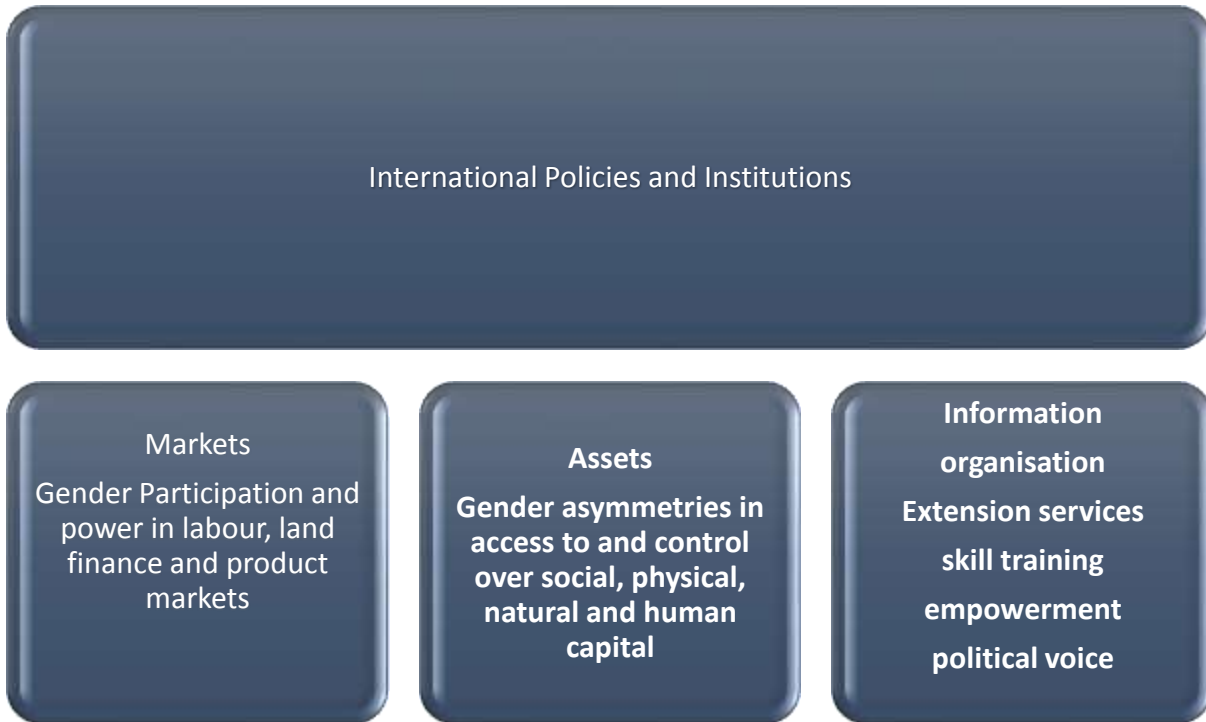 International Policies and Institutions
Markets
Gender Participation and
power in labour, land
finance and product
markets
Assets
Gender asymmetries in
access to and control
over social, physical,
natural and human
capital
Information
organisation
Extension services
skill training
empowerment
political voice